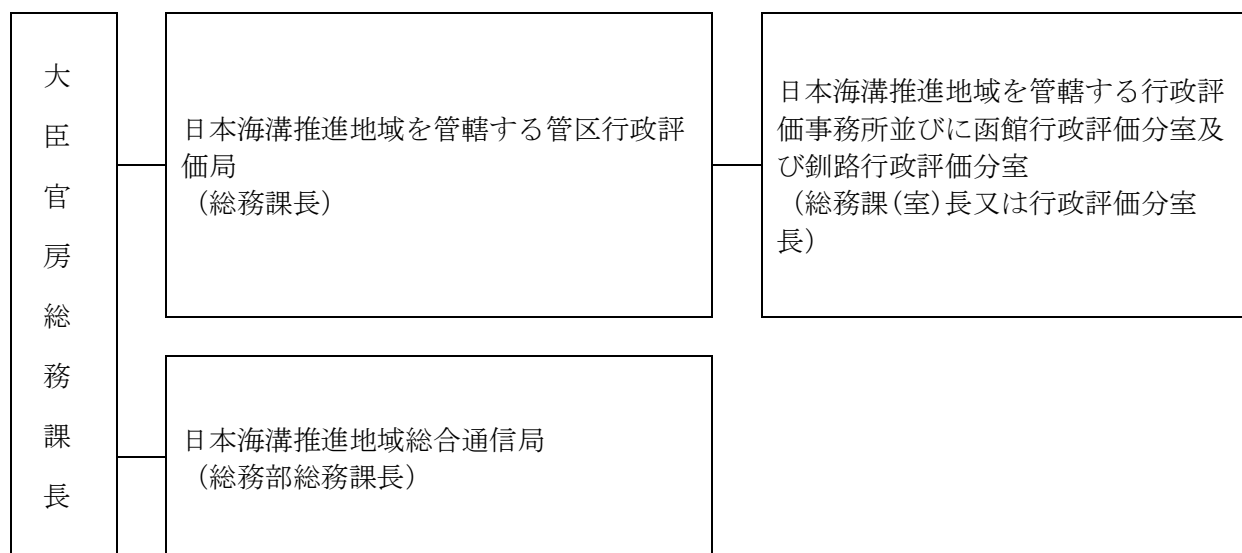 大臣官房総務課長
日本海溝推進地域を管轄する管区行政評
価局
（総務課長）
日本海溝推進地域を管轄する行政評
価事務所並びに函館行政評価分室及
び釧路行政評価分室
（総務課(室)長又は行政評価分室
長）
日本海溝推進地域総合通信局
（総務部総務課長）